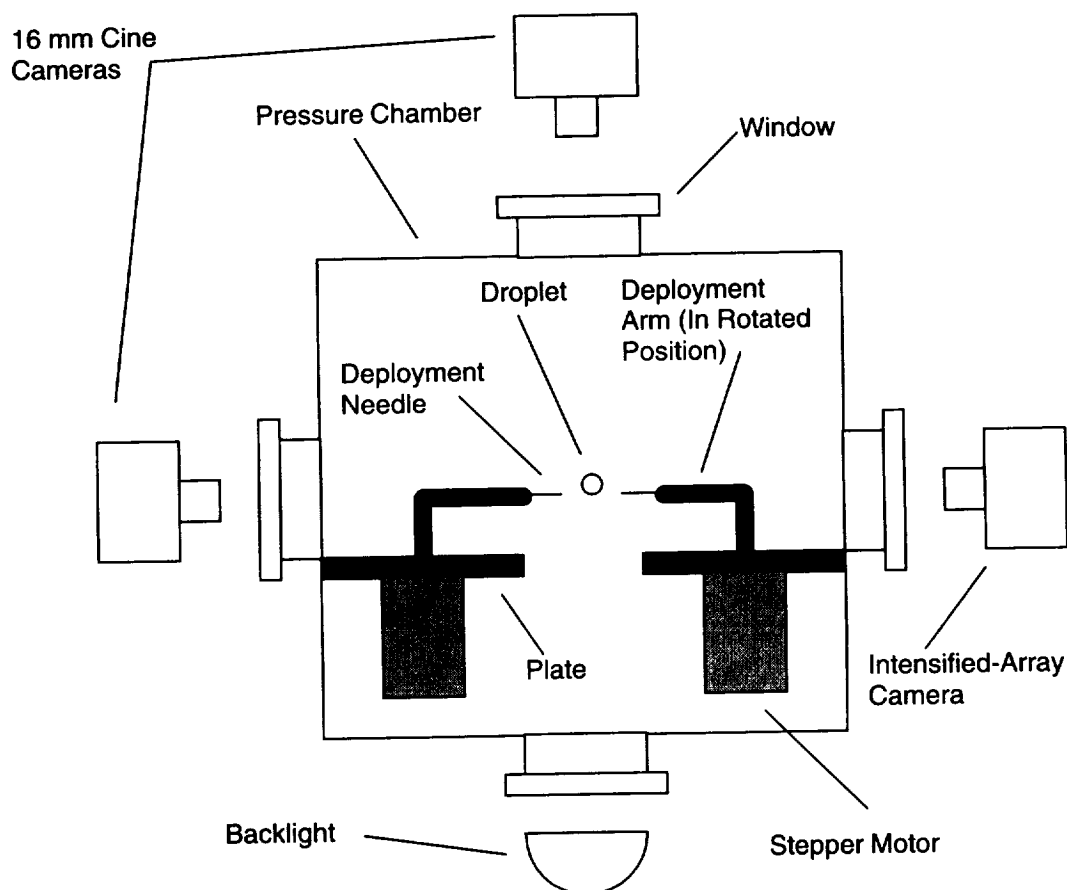 16 mm Cine
Cameras
Pressure Chamber
Window
Droplet
Deployment
Arm (In Rotated
Position)
Deployment
Needle
Plate
Intensified-Array
Camera
Backlight
Stepper Motor